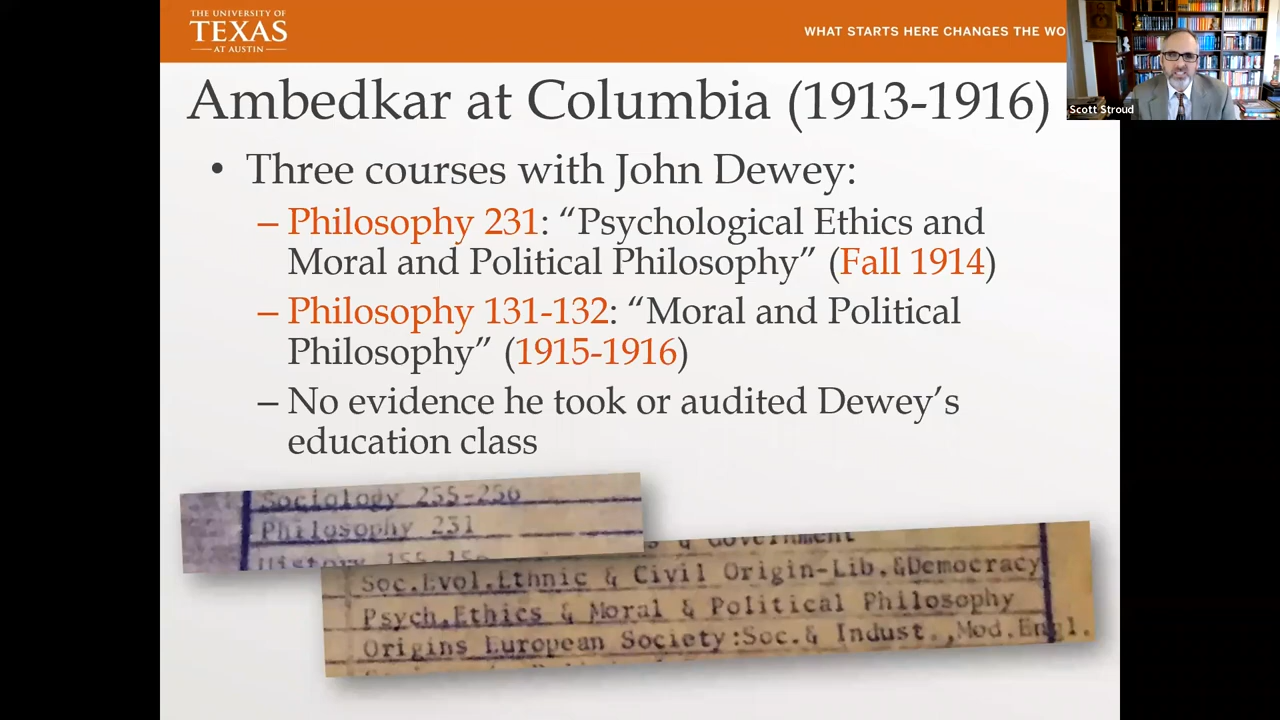 THE UNIVERSITY OF
TEXAS
AT AUSTIN
WHAT STARTS HERE CHANGES THE WO
Scott Stroud
Ambedkar at Columbia (1913-1916)
• Three courses with John Dewey:
– Philosophy 231: “Psychological Ethics and
Moral and Political Philosophy” (Fall 1914)
– Philosophy 131-132: “Moral and Political
Philosophy” (1915-1916)
– No evidence he took or audited Dewey’s
education class
Sociology 255-256
Philosophy 231
History 155-156
& Government
Soc.Evol.Ethnic & Civil Origin-Lib.&Democracy
Psych.Ethics & Moral & Political Philosophy
Origins European Society:Soc.& Indust.,Mod.Engl.